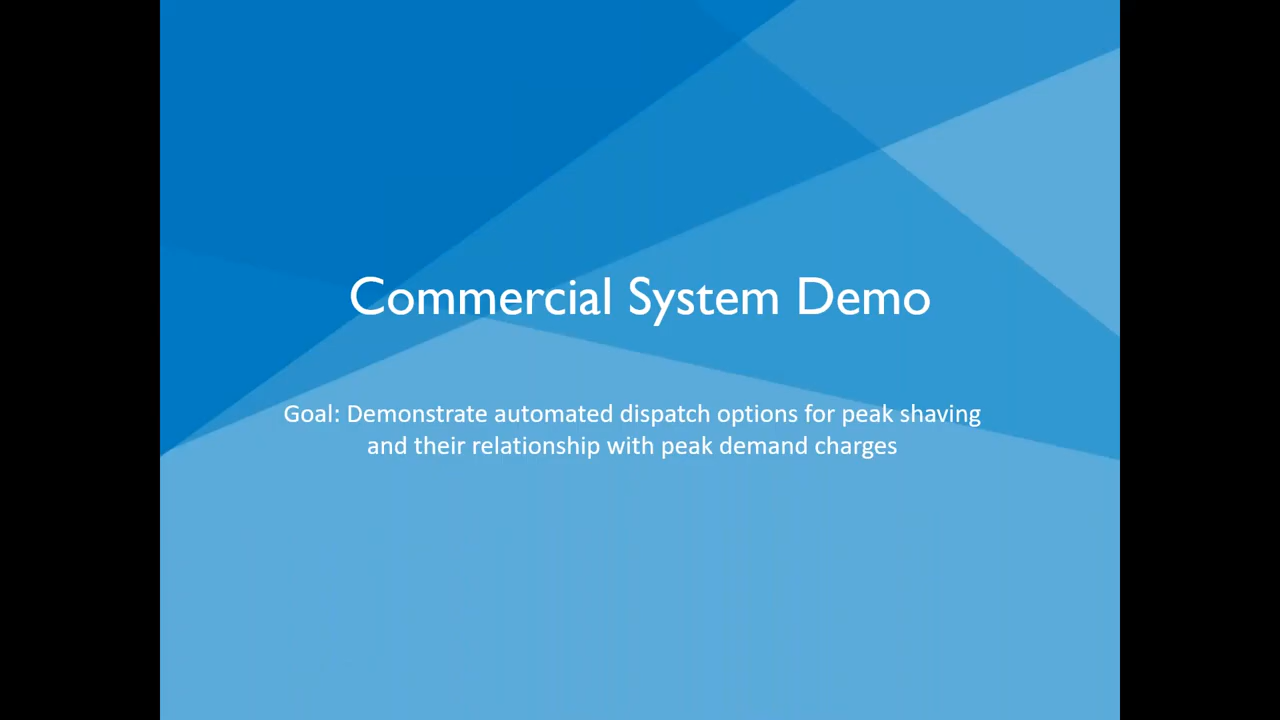 Commercial System Demo
Goal: Demonstrate automated dispatch options for peak shaving
and their relationship with peak demand charges